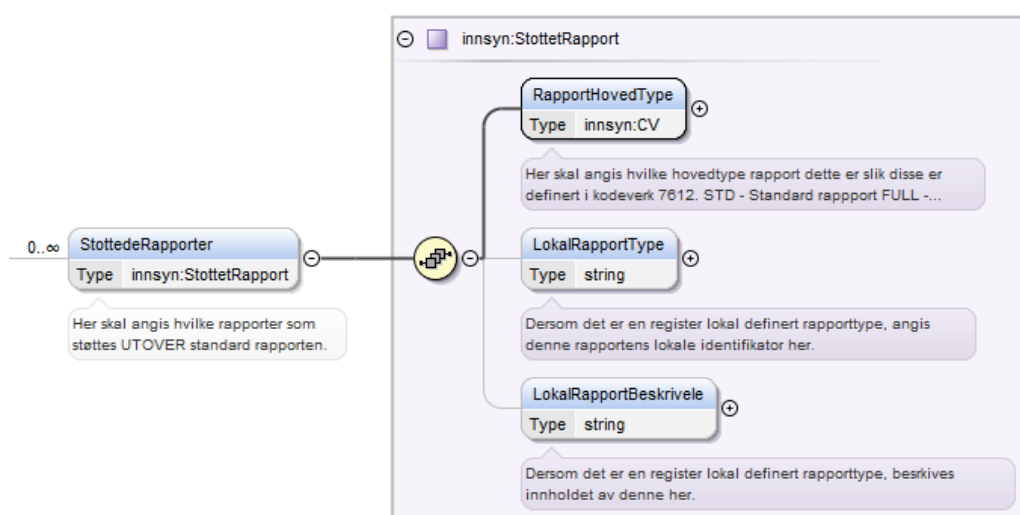 innsyn:StottetRapport
RapportHovedType
Type innsyn:CV
Her skal angis hvilke hovedtype rapport dette er slik disse er
definert i kodeverk 7612. STD - Standard rappport FULL -...
0..∞
StottedeRapporter
Type innsyn:StottetRapport
Her skal angis hvilke rapporter som
støttes UTOVER standard rapporten.
LokalRapportType
Type string
Dersom det er en register lokal definert rapporttype, angis
denne rapportens lokale identifikator her.
LokalRapportBeskrivele
Type string
Dersom det er en register lokal definert rapporttype, besrkives
innholdet av denne her.